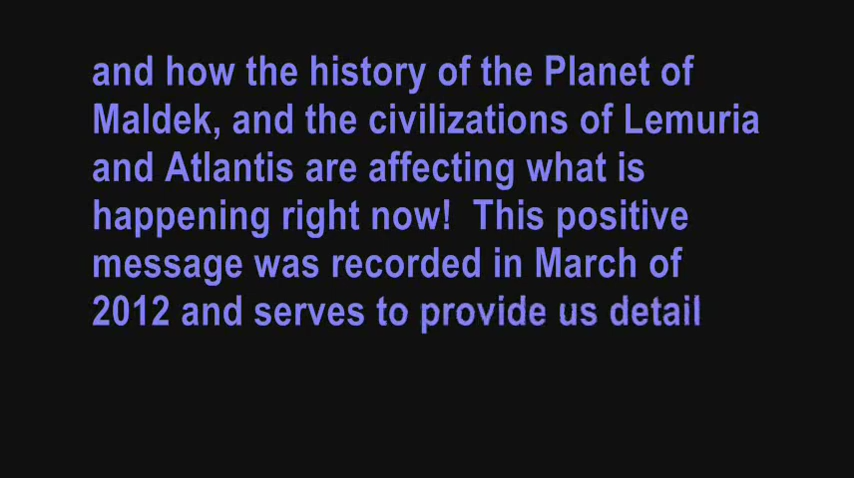 and how the history of the Planet of
Maldek, and the civilizations of Lemuria
and Atlantis are affecting what is
happening right now!  This positive
message was recorded in March of
2012 and serves to provide us detail